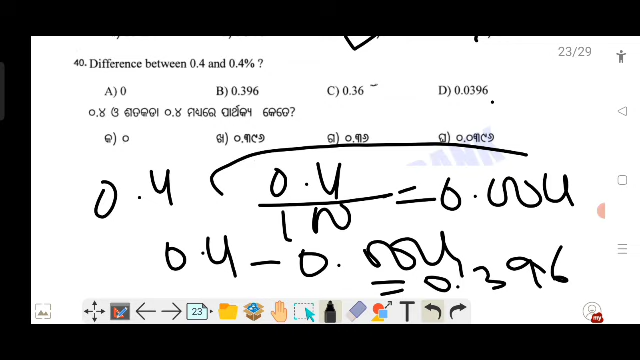 23/29
40. Difference between 0.4 and 0.4% ?
A) 0 B) 0.396 C) 0.36 D) 0.0396
୦.୪ ଓ ଶତକଡା ୦.୪ ମଧ୍ୟରେ ପାର୍ଥକ୍ୟ କେତେ?
କ) ୦ ଖ) ୦.୩୯୬ ଗ) ୦.୩୬ ଘ) ୦.୦୩୯୬
0.4 0.4/100 = 0.004
0.4 - 0.004
= 0.396
23
T
my